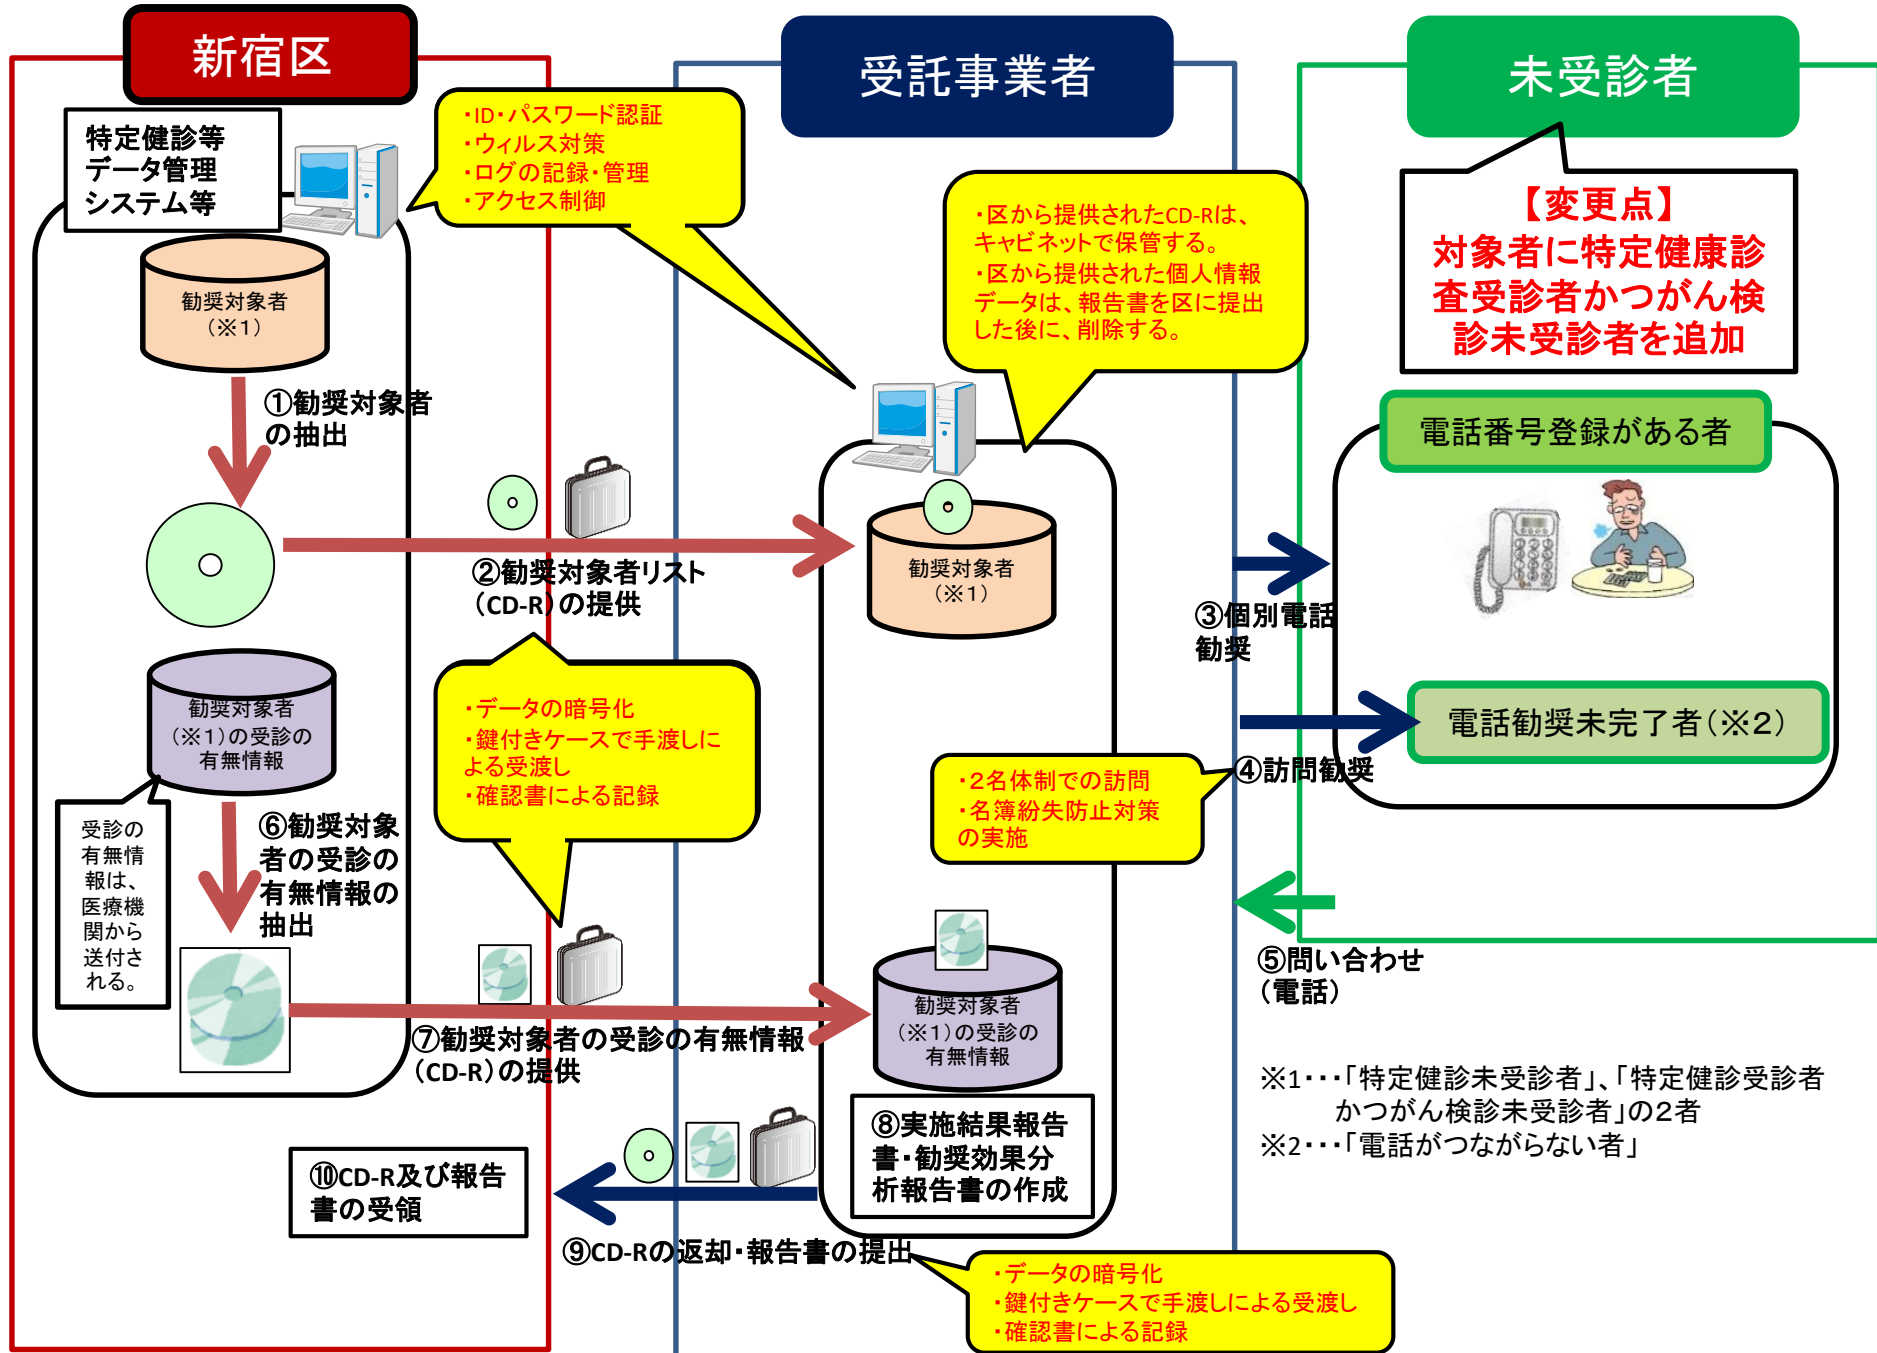 新宿区
受託事業者
未受診者
特定健診等
データ管理
システム等
・ID・パスワード認証
・ウィルス対策
・ログの記録・管理
・アクセス制御
・区から提供されたCD-Rは、
キャビネットで保管する。
・区から提供された個人情報
データは、報告書を区に提出
した後に、削除する。
【変更点】
対象者に特定健康診
査受診者かつがん検
診未受診者を追加
勧奨対象者
(※1)
①勧奨対象者
の抽出
②勧奨対象者リスト
(CD-R)の提供
勧奨対象者
(※1)
③個別電話
勧奨
電話番号登録がある者
電話勧奨未完了者(※2)
④訪問勧奨
・2名体制での訪問
・名簿紛失防止対策
の実施
・データの暗号化
・鍵付きケースで手渡しに
よる受渡し
・確認書による記録
勧奨対象者
(※1)の受診の
有無情報
受診の
有無情
報は、
医療機
関から
送付さ
れる。
⑥勧奨対象
者の受診の
有無情報の
抽出
⑤問い合わせ
(電話)
⑦勧奨対象者の受診の有無情報
(CD-R)の提供
勧奨対象者
(※1)の受診の
有無情報
⑧実施結果報告
書・勧奨効果分
析報告書の作成
⑨CD-Rの返却・報告書の提出
⑩CD-R及び報告
書の受領
・データの暗号化
・鍵付きケースで手渡しによる受渡し
・確認書による記録
※1・・・「特定健診未受診者」、「特定健診受診者
かつがん検診未受診者」の2者
※2・・・「電話がつながらない者」